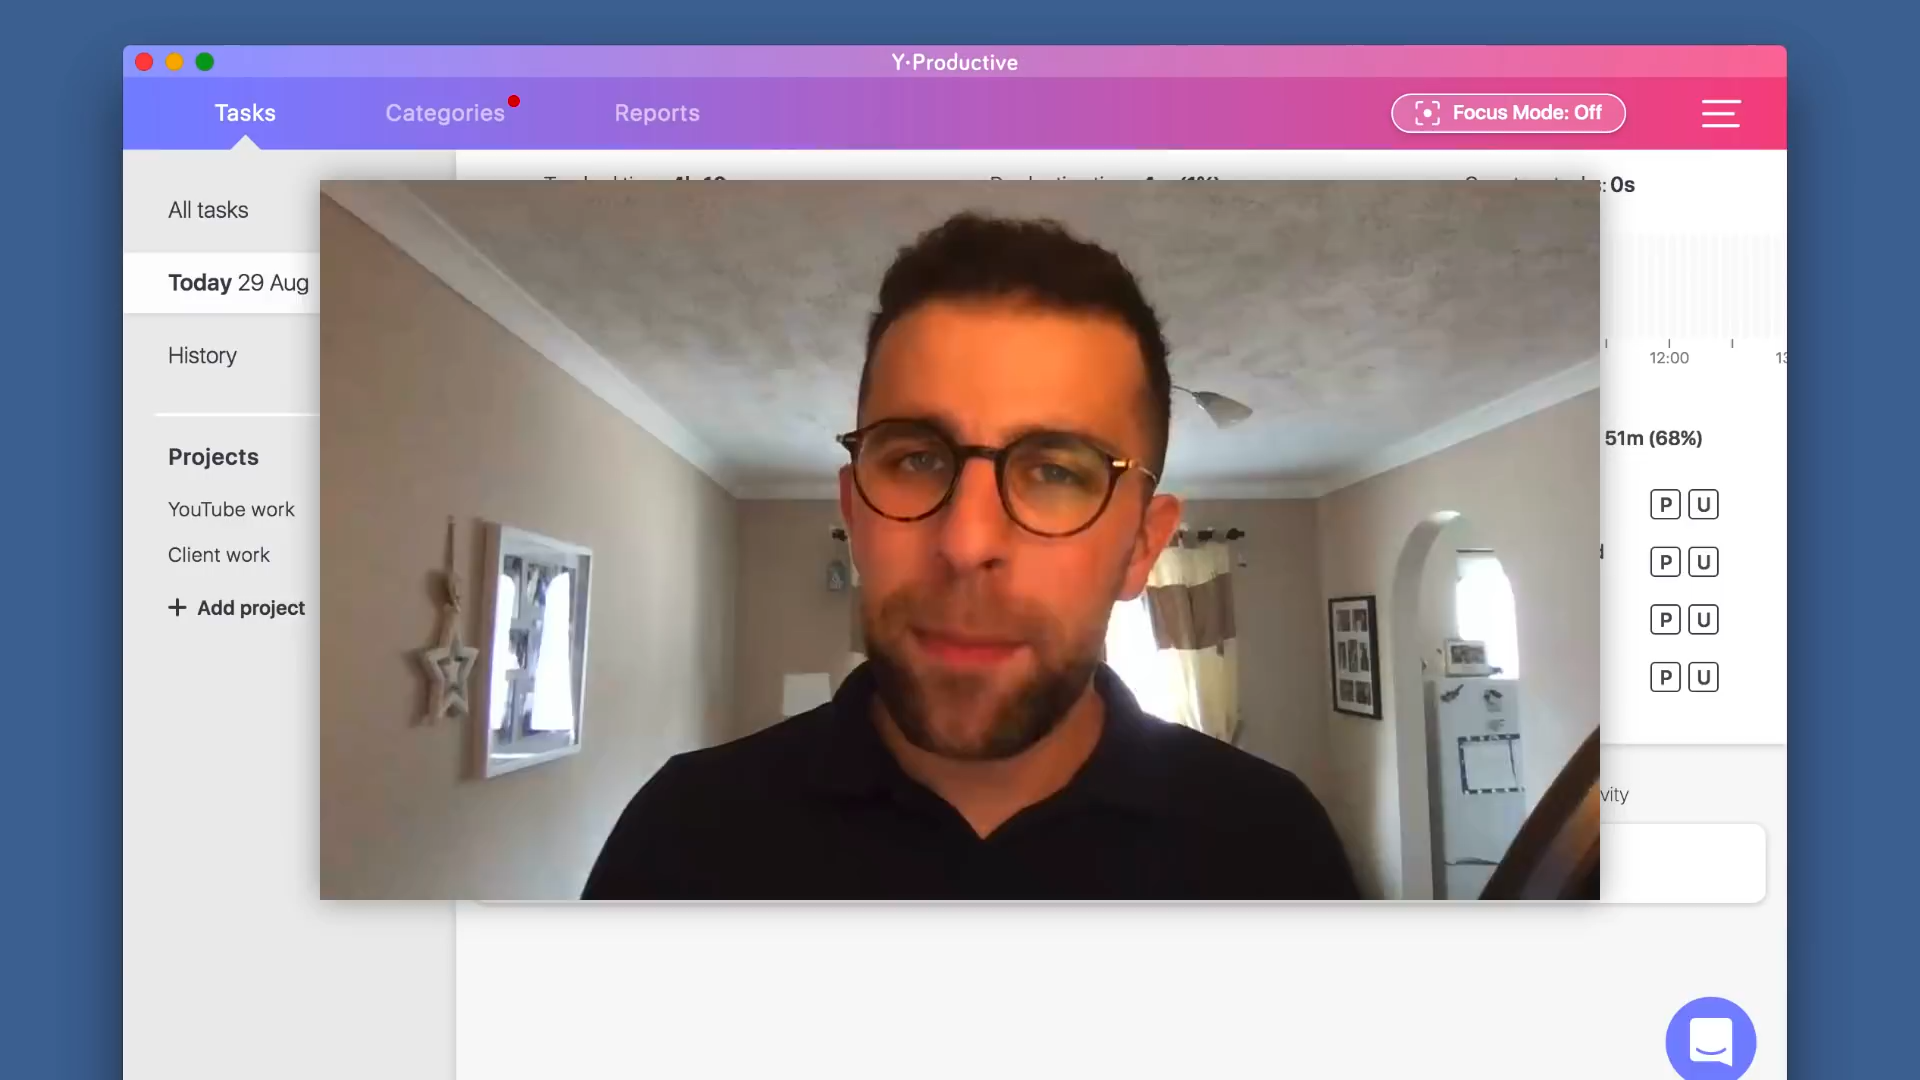 Y·Productive
Tasks
Categories
Reports
Focus Mode: Off
All tasks
: 0s
Today 29 Aug
History
12:00
Projects
51m (68%)
YouTube work
P U
Client work
P U
+ Add project
P U
P U